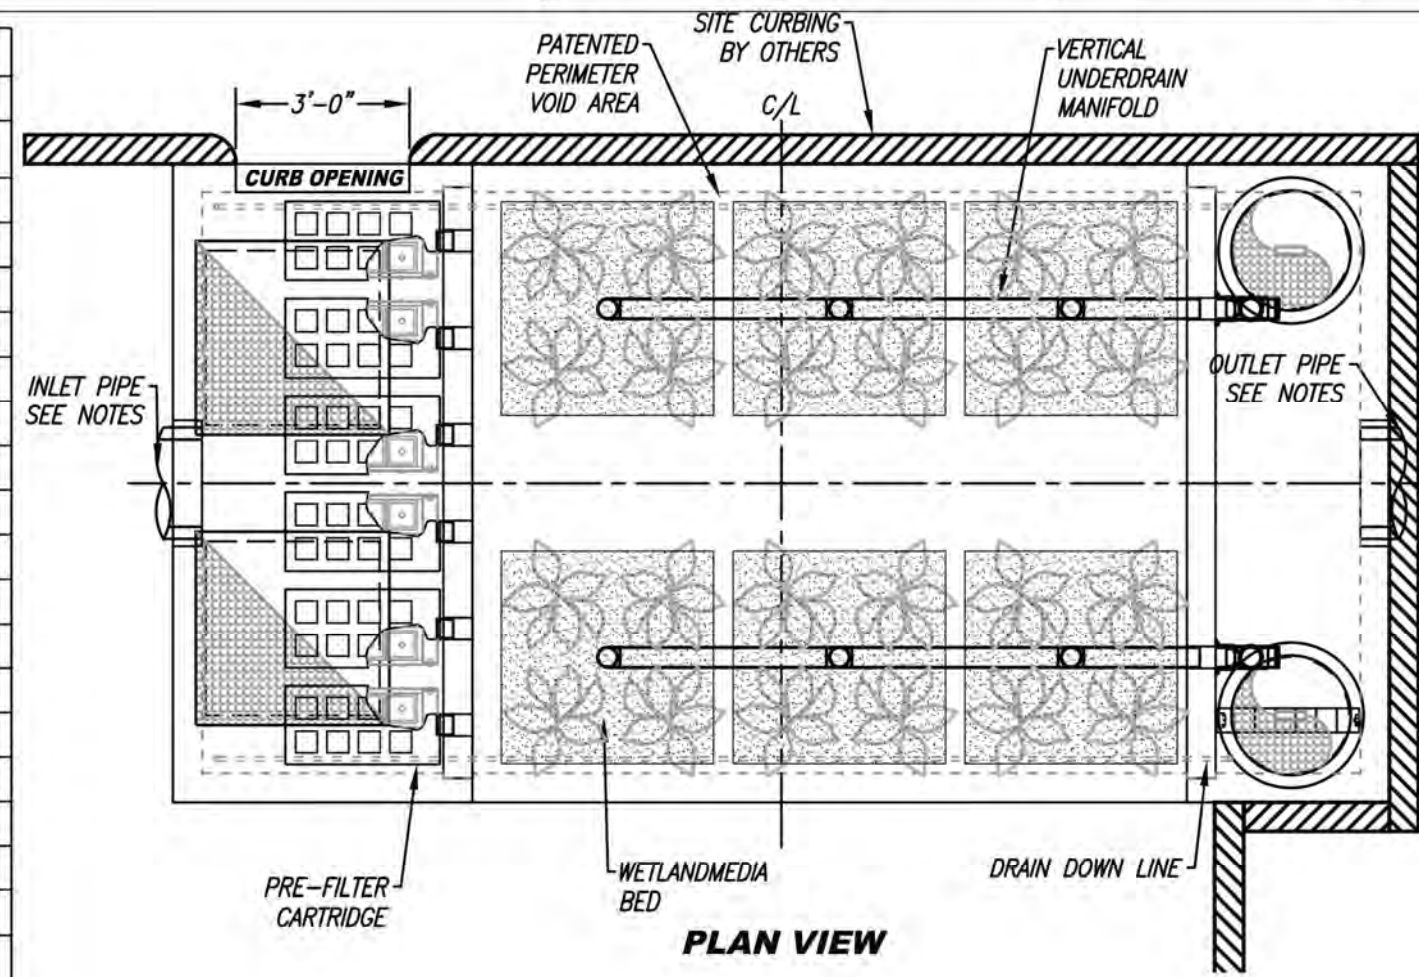 SITE CURBING
BY OTHERS
PATENTED
PERIMETER
VOID AREA
VERTICAL
UNDERDRAIN
MANIFOLD
3'-0"
C/L
CURB OPENING
INLET PIPE
SEE NOTES
OUTLET PIPE
SEE NOTES
PRE-FILTER
CARTRIDGE
WETLANDMEDIA
BED
DRAIN DOWN LINE
PLAN VIEW